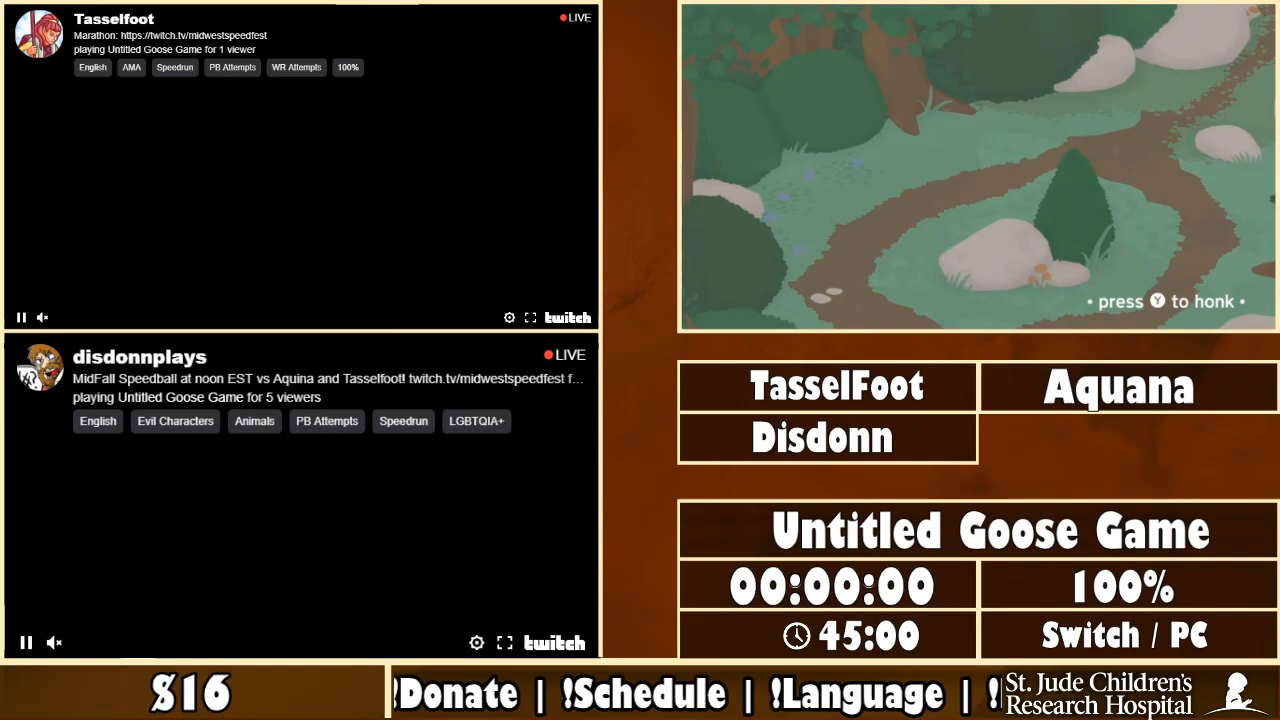 Tasselfoot
LIVE
Marathon: https://twitch.tv/midwestspeedfest
playing Untitled Goose Game for 1 viewer
English AMA Speedrun PB Attempts WR Attempts 100%
twitch
disdonnplays
LIVE
MidFall Speedball at noon EST vs Aquina and Tasselfoot! twitch.tv/midwestspeedfest f...
playing Untitled Goose Game for 5 viewers
English Evil Characters Animals PB Attempts Speedrun LGBTQIA+
twitch
• press Y to honk •
TasselFoot
Aquana
Disdonn
Untitled Goose Game
00:00:00
100%
45:00
Switch / PC
$16
!Donate | !Schedule | !Language | !
St. Jude Children's
Research Hospital